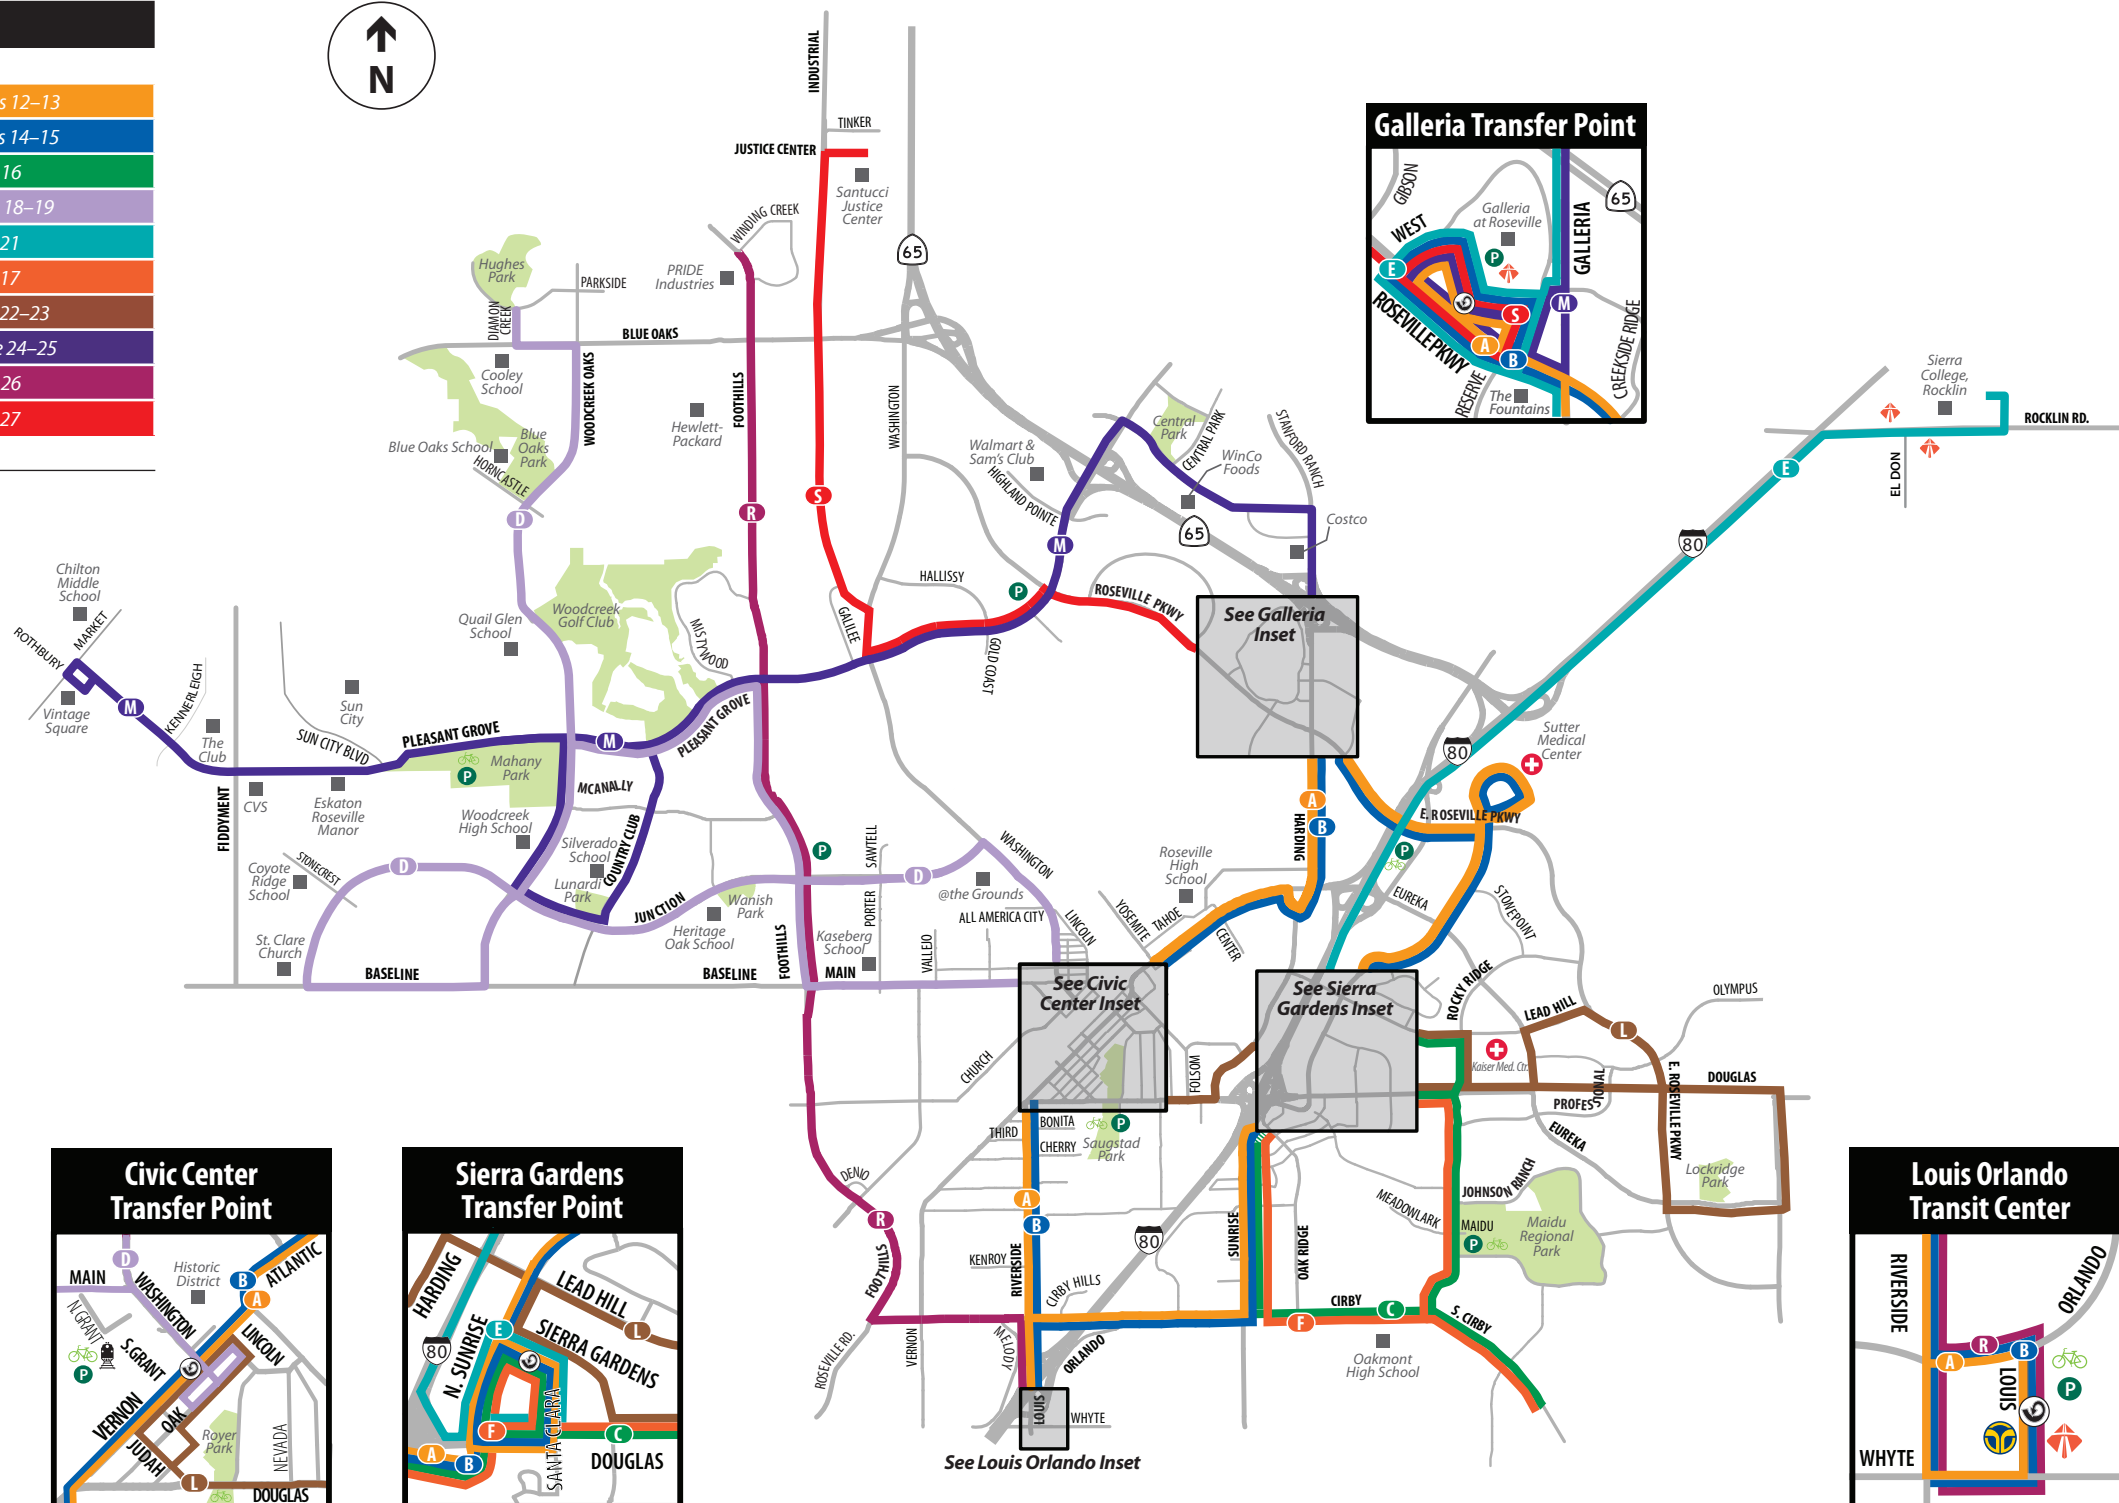 s 12–13
s 14–15
16
18–19
21
17
22–23
e 24–25
26
27
N
INDUSTRIAL
TINKER
JUSTICE CENTER
Santucci
Justice
Center
WINDING CREEK
PRIDE
Industries
65
Hughes
Park
PARKSIDE
DIAMON
CREEK
BLUE OAKS
Cooley
School
WOODCREEK OAKS
FOOTHILLS
Hewlett-
Packard
WASHINGTON
Blue Oaks School
Blue
Oaks
Park
HORNCASTLE
D
R
S
Walmart &
Sam's Club
HIGHLAND POINTE
Central
Park
CENTRAL PARK
WinCo
Foods
STANFORD RANCH
Costco
65
M
P
HALLISSY
ROSEVILLE PKWY
GALILEE
GOLD COAST
Galleria Transfer Point
GIBSON
WEST
Galleria
at Roseville
P
65
GALLERIA
E
M
S
A
B
ROSEVILLE PKWY
RESERVE
The
Fountains
CREEKSIDE RIDGE
Sierra
College,
Rocklin
ROCKLIN RD.
EL DON
E
80
Chilton
Middle
School
ROTHBURY
MARKET
Vintage
Square
M
KENNERLEIGH
The
Club
FIDDYMENT
CVS
Sun
City
SUN CITY BLVD
Eskaton
Roseville
Manor
PLEASANT GROVE
P
Mahany
Park
M
Quail Glen
School
Woodcreek
Golf Club
MISTYWOOD
PLEASANT GROVE
MCANALLY
Woodcreek
High School
Silverado
School
COUNTRY CLUB
Lunardi
Park
Coyote
Ridge
School
STONECREST
D
St. Clare
Church
BASELINE
JUNCTION
Heritage
Oak School
Wanish
Park
BASELINE
FOOTHILLS
P
SAWTELL
PORTER
Kaseberg
School
MAIN
D
@the Grounds
WASHINGTON
ALL AMERICA CITY
VALLEJO
LINCOLN
See Galleria
Inset
A
B
HARDING
80
Sutter
Medical
Center
E. ROSEVILLE PKWY
P
EUREKA
STONEPOINT
Roseville
High
School
YOSEMITE
TAHOE
CENTER
See Civic
Center Inset
See Sierra
Gardens Inset
ROCKY RIDGE
LEAD HILL
L
OLYMPUS
Kaiser Med. Ctr.
DOUGLAS
PROFES
SIONAL
E. ROSEVILLE PKWY
EUREKA
Lockridge
Park
FOLSOM
CHURCH
THIRD
BONITA
CHERRY
P
Saugstad
Park
A
B
80
KENROY
RIVERSIDE
CIRBY HILLS
SUNRISE
OAK RIDGE
MEADOWLARK
JOHNSON RANCH
MAIDU
P
Maidu
Regional
Park
CIRBY
C
F
S. CIRBY
Oakmont
High School
DENIO
R
FOOTHILLS
ROSEVILLE RD.
VERNON
MELODY
ORLANDO
LOUIS
WHYTE
See Louis Orlando Inset
Civic Center
Transfer Point
D
MAIN
WASHINGTON
Historic
District
B
A
ATLANTIC
N. GRANT
S. GRANT
P
LINCOLN
VERNON
OAK
JUDAH
Royer
Park
NEVADA
L
DOUGLAS
Sierra Gardens
Transfer Point
HARDING
LEAD HILL
L
80
N. SUNRISE
E
SIERRA GARDENS
SANTA CLARA
F
C
A
B
DOUGLAS
Louis Orlando
Transit Center
RIVERSIDE
ORLANDO
R
B
A
LOUIS
P
WHYTE